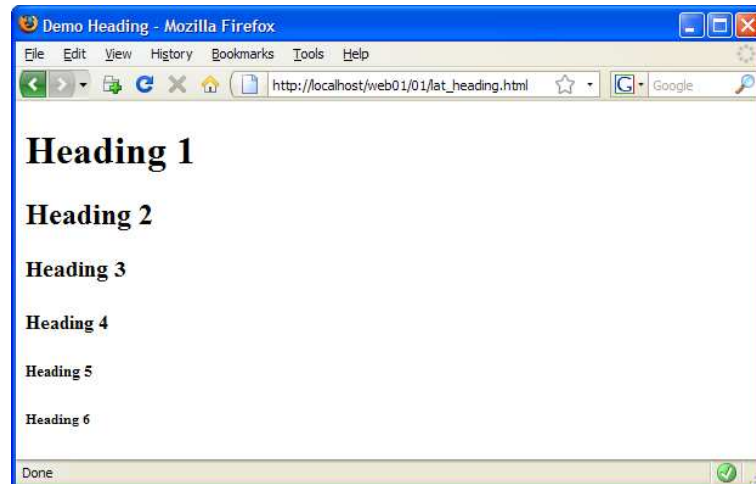 Demo Heading - Mozilla Firefox
File Edit View History Bookmarks Tools Help
http://localhost/web01/01/lat_heading.html G Google
Heading 1
Heading 2
Heading 3
Heading 4
Heading 5
Heading 6
Done